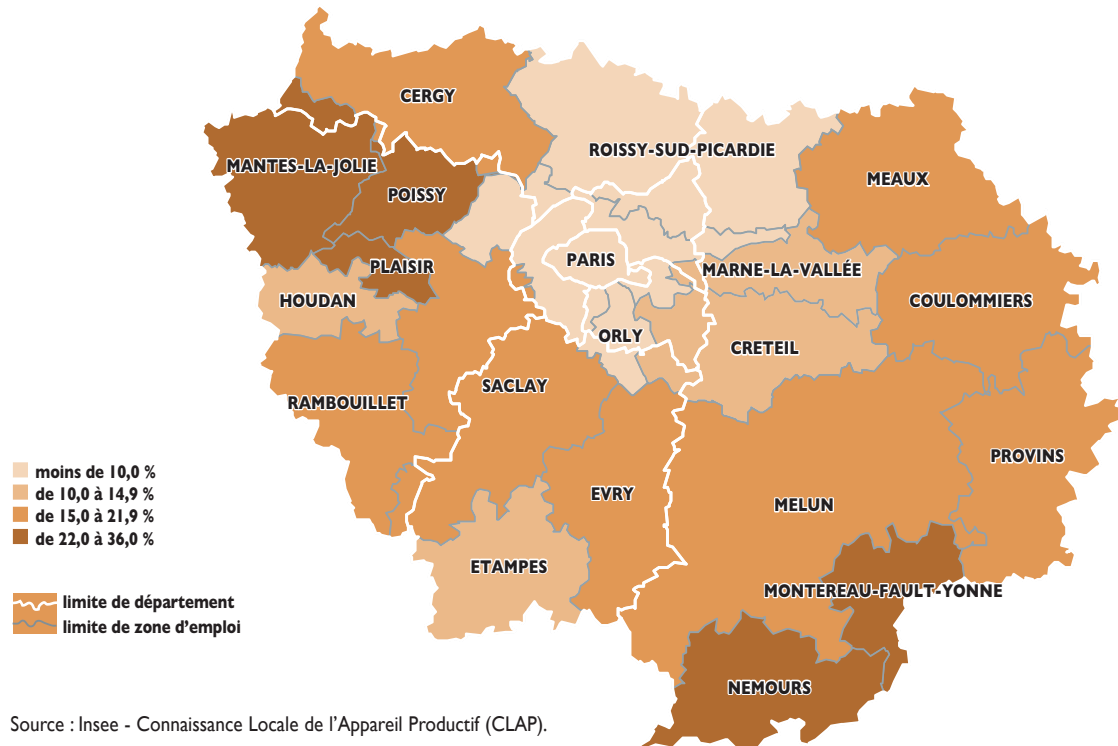 CERGY
ROISSY-SUD-PICARDIE
MANTES-LA-JOLIE
MEAUX
POISSY
PARIS
PLAISIR
MARNE-LA-VALLÉE
HOUDAN
COULOMMIERS
ORLY
CRETEIL
SACLAY
RAMBOUILLET
PROVINS
moins de 10,0 %
de 10,0 à 14,9 %
de 15,0 à 21,9 %
de 22,0 à 36,0 %
EVRY
MELUN
ETAMPES
MONTEREAU-FAULT-YONNE
limite de département
limite de zone d'emploi
NEMOURS
Source : Insee - Connaissance Locale de l'Appareil Productif (CLAP).